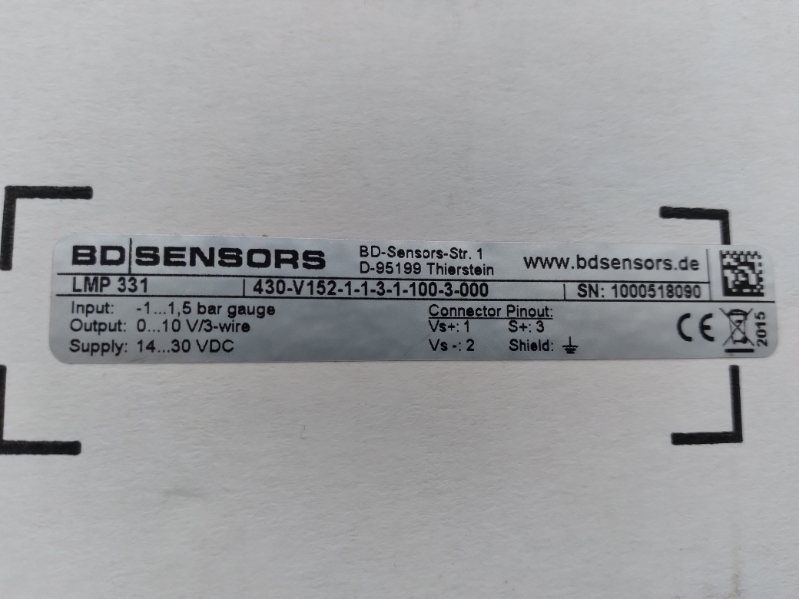 BD|SENSORS
BD-Sensors-Str. 1
D-95199 Thierstein
www.bdsensors.de
LMP 331
430-V152-1-1-3-1-100-3-000
SN: 1000518090
Input: -1...1,5 bar gauge
Output: 0...10 V/3-wire
Supply: 14...30 VDC
Connector Pinout:
Vs+: 1 S+: 3
Vs -: 2 Shield:
CE
2015